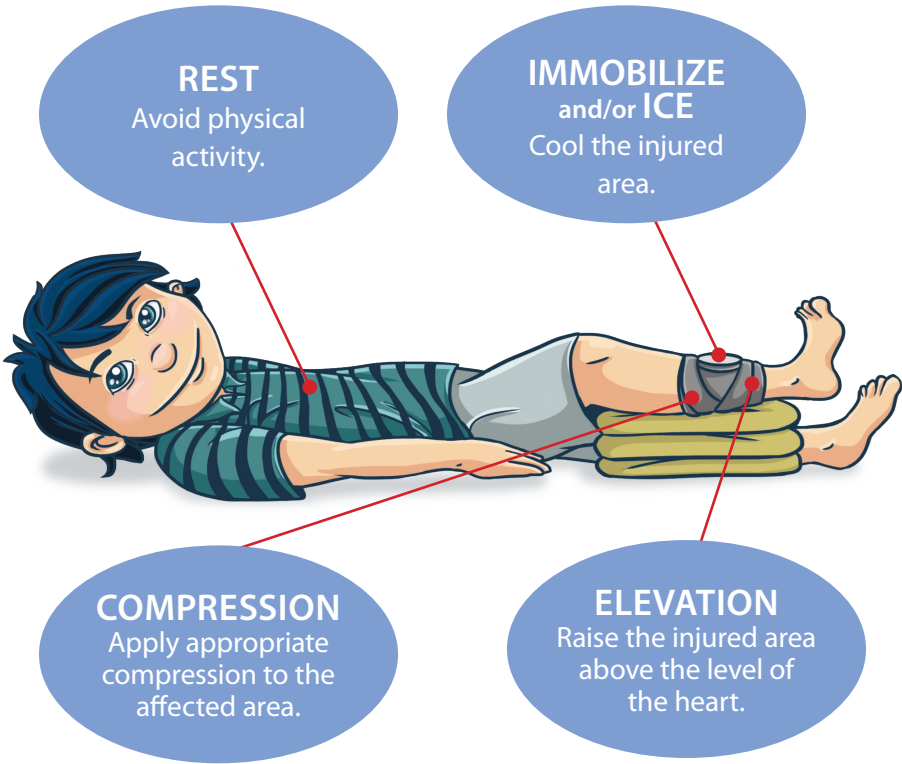 REST
Avoid physical
activity.
IMMOBILIZE
and/or ICE
Cool the injured
area.
COMPRESSION
Apply appropriate
compression to the
affected area.
ELEVATION
Raise the injured area
above the level of
the heart.